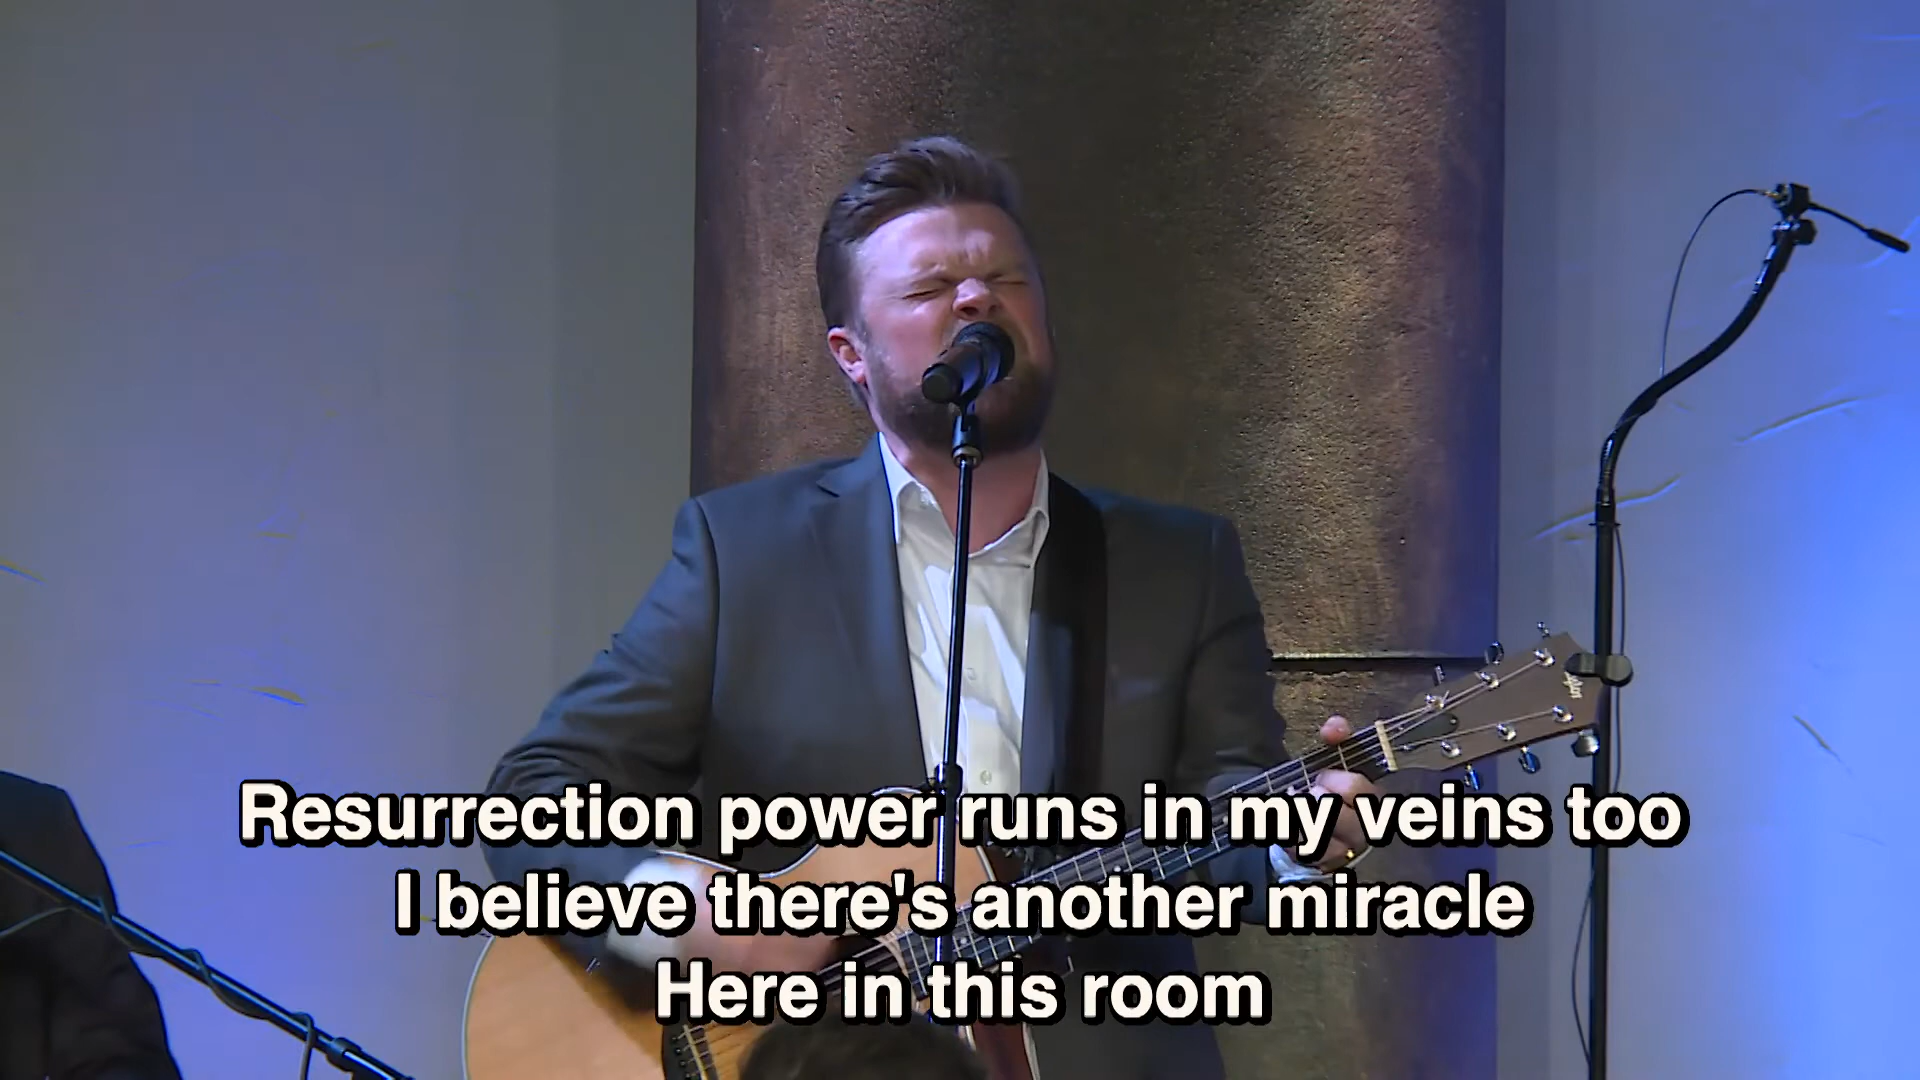 Resurrection power runs in my veins too
I believe there's another miracle
Here in this room